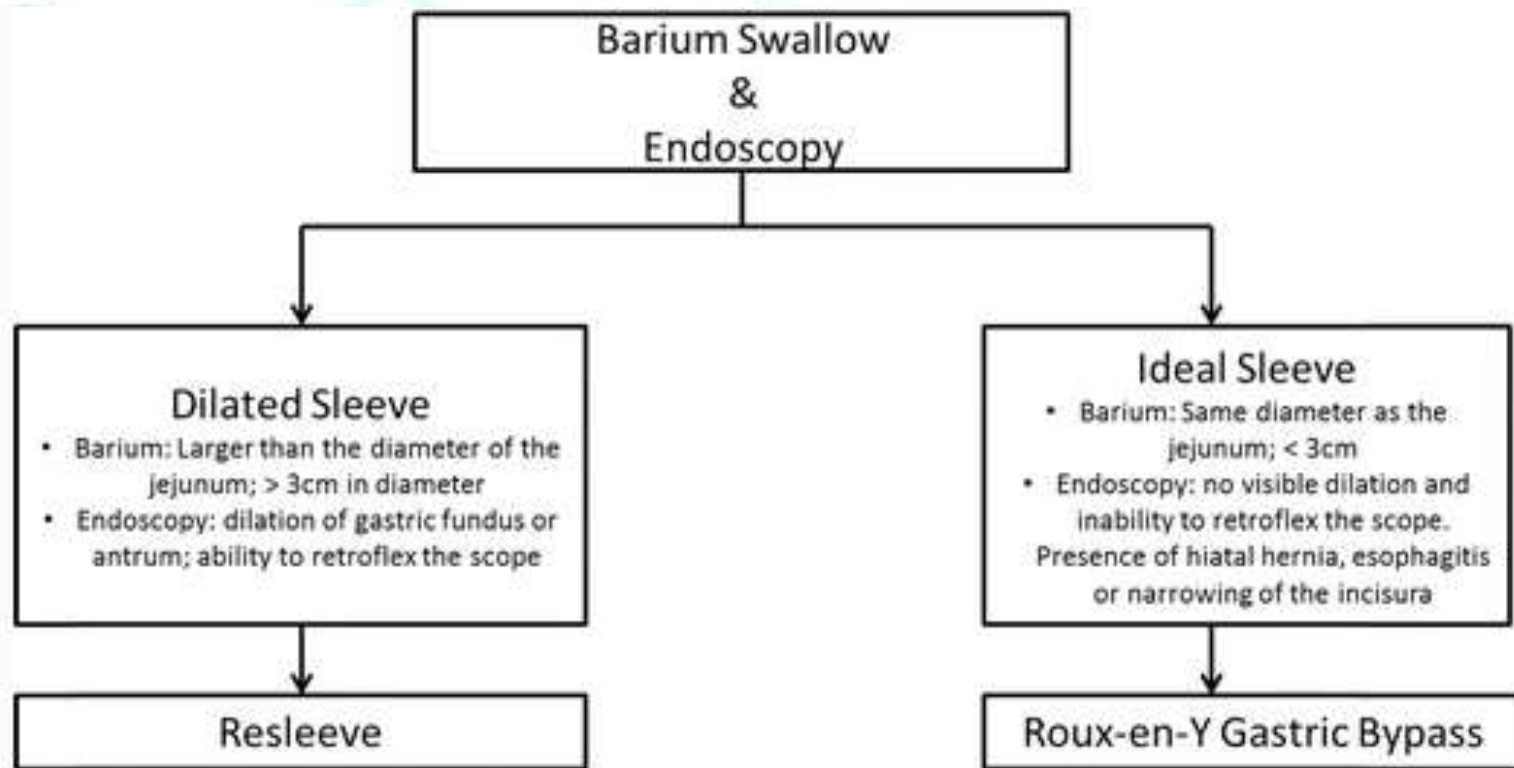 Barium Swallow
&
Endoscopy
Dilated Sleeve
• Barium: Larger than the diameter of the
jejunum; > 3cm in diameter
• Endoscopy: dilation of gastric fundus or
antrum; ability to retroflex the scope
Ideal Sleeve
• Barium: Same diameter as the
jejunum; < 3cm
• Endoscopy: no visible dilation and
inability to retroflex the scope.
Presence of hiatal hernia, esophagitis
or narrowing of the incisura
Resleeve
Roux-en-Y Gastric Bypass